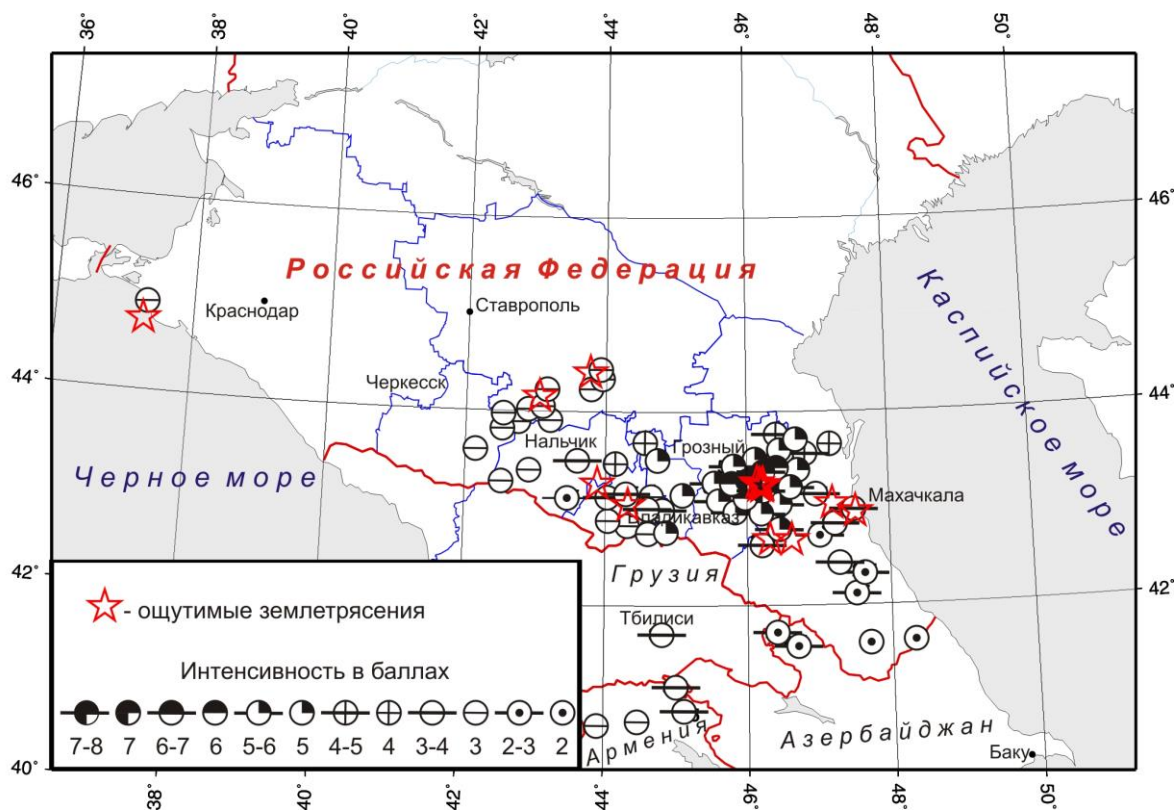 36° 38° 40° 42° 44° 46° 48° 50°
46° 46°
Российская Федерация
Каспийское море
Краснодар
Ставрополь
44° 44°
Черкесск
Нальчик
Грозный
Черное море
Махачкала
Владикавказ
42° 42°
Грузия
- ощутимые землетрясения
Тбилиси
Интенсивность в баллах
7-8 7 6-7 6 5-6 5 4-5 4 3-4 3 2-3 2
Армения
Азербайджан
Баку
40° 40°
38° 40° 42° 44° 46° 48° 50°